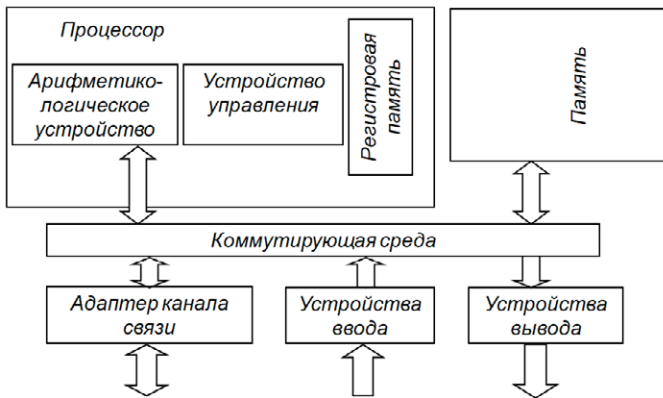 Процессор
Арифметико-
логическое
устройство
Устройство
управления
Регистровая
память
Память
Коммутирующая среда
Адаптер канала
связи
Устройства
ввода
Устройства
вывода